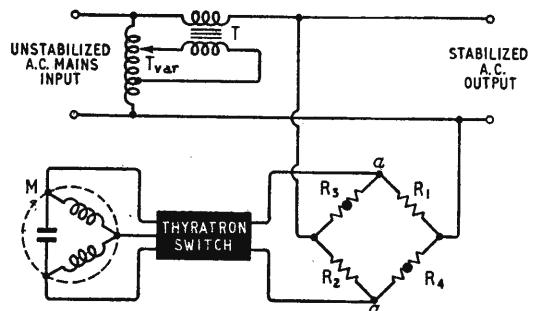 UNSTABILIZED
A.C. MAINS
INPUT
T
Tvar
STABILIZED
A.C.
OUTPUT
M
THYRATRON
SWITCH
a
R3
R1
R2
R4
a